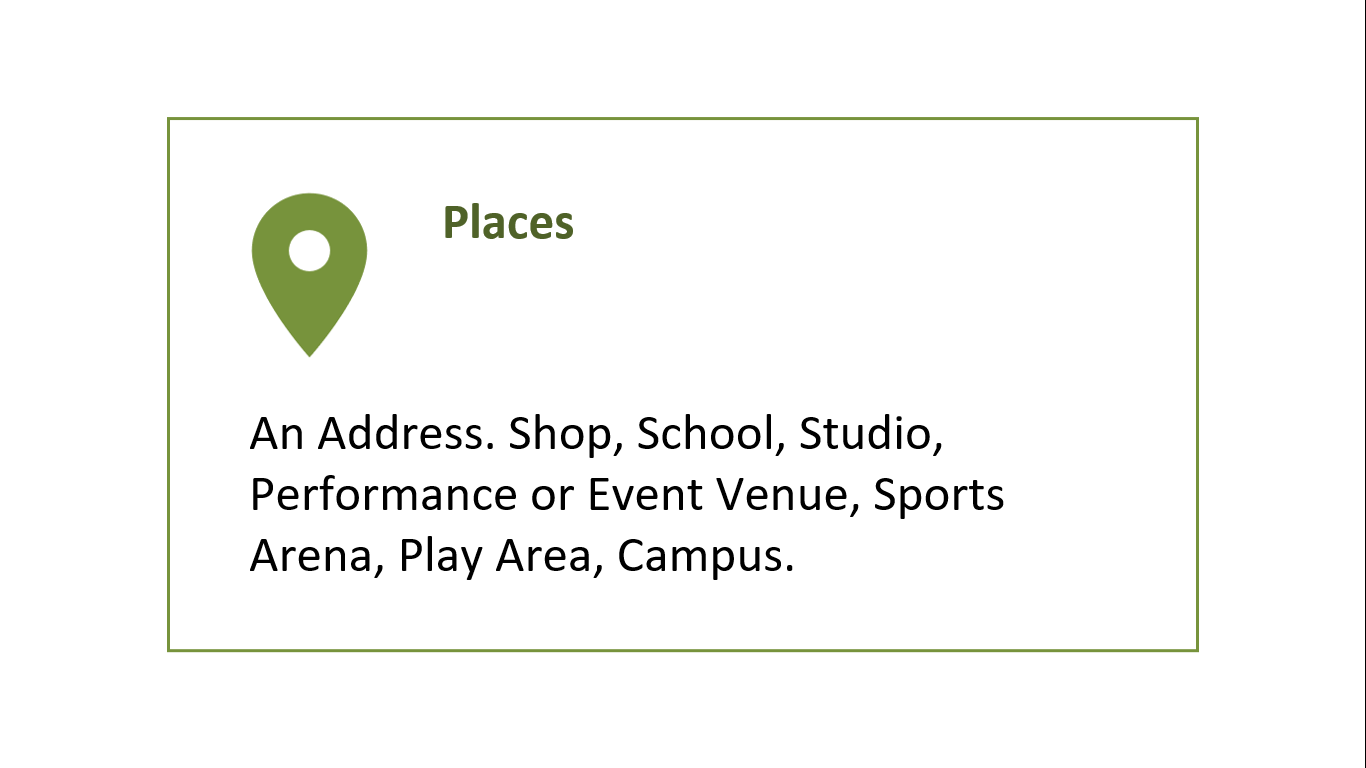 Places
An Address. Shop, School, Studio,
Performance or Event Venue, Sports
Arena, Play Area, Campus.